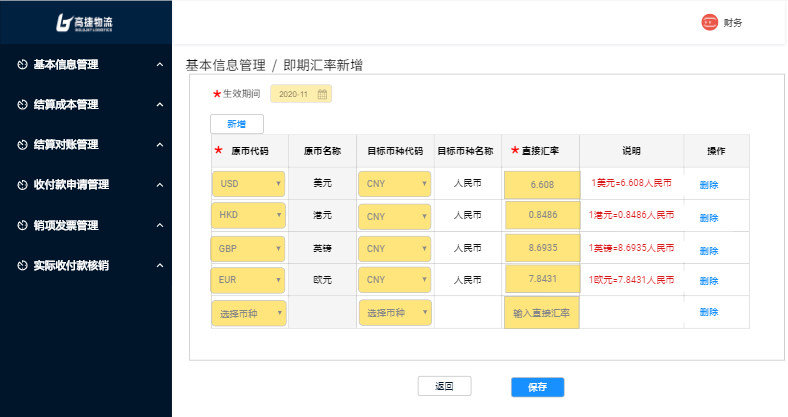 高捷物流
GOLDJET LOGISTICS
财务
基本信息管理
结算成本管理
结算对账管理
收付款申请管理
销项发票管理
实际收付款核销
基本信息管理 / 即期汇率新增
*生效期间 2020-11
新增
* 原币代码 原币名称 目标币种代码 目标币种名称 *直接汇率 说明 操作
USD 美元 CNY 人民币 6.608 1美元=6.608人民币 删除
HKD 港元 CNY 人民币 0.8486 1港元=0.8486人民币 删除
GBP 英镑 CNY 人民币 8.6935 1英镑=8.6935人民币 删除
EUR 欧元 CNY 人民币 7.8431 1欧元=7.8431人民币 删除
选择币种 选择币种 输入直接汇率 删除
返回 保存